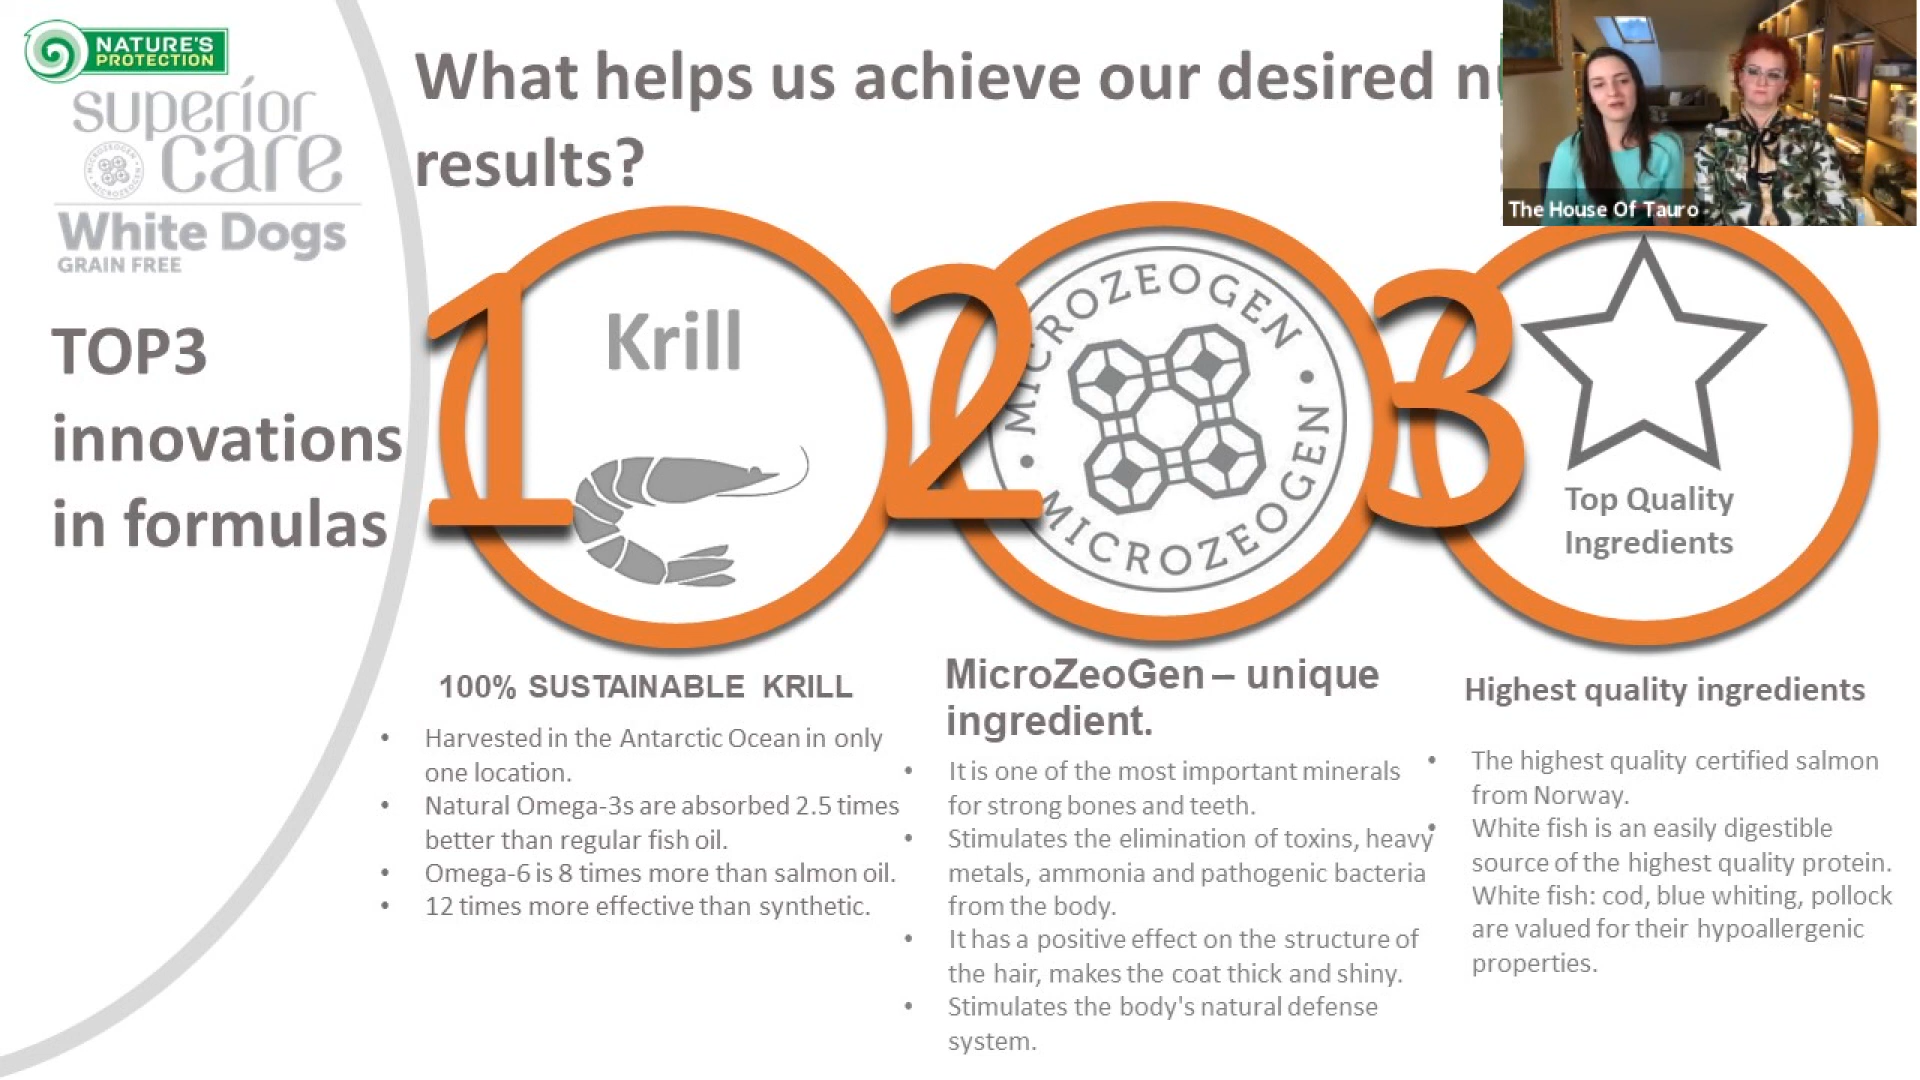 NATURE'S
PROTECTION
superior
care
MICROZEOGEN • MICROZEOGEN •
White Dogs
GRAIN FREE
TOP3
innovations
in formulas
What helps us achieve our desired
results?
The House Of Tauro
1
Krill
2
• MICROZEOGEN • MICROZEOGEN
3
Top Quality
Ingredients
100% SUSTAINABLE KRILL
• Harvested in the Antarctic Ocean in only
one location.
• Natural Omega-3s are absorbed 2.5 times
better than regular fish oil.
• Omega-6 is 8 times more than salmon oil.
• 12 times more effective than synthetic.
MicroZeoGen – unique
ingredient.
• It is one of the most important minerals
for strong bones and teeth.
• Stimulates the elimination of toxins, heavy
metals, ammonia and pathogenic bacteria
from the body.
• It has a positive effect on the structure of
the hair, makes the coat thick and shiny.
• Stimulates the body's natural defense
system.
Highest quality ingredients
• The highest quality certified salmon
from Norway.
• White fish is an easily digestible
source of the highest quality protein.
White fish: cod, blue whiting, pollock
are valued for their hypoallergenic
properties.